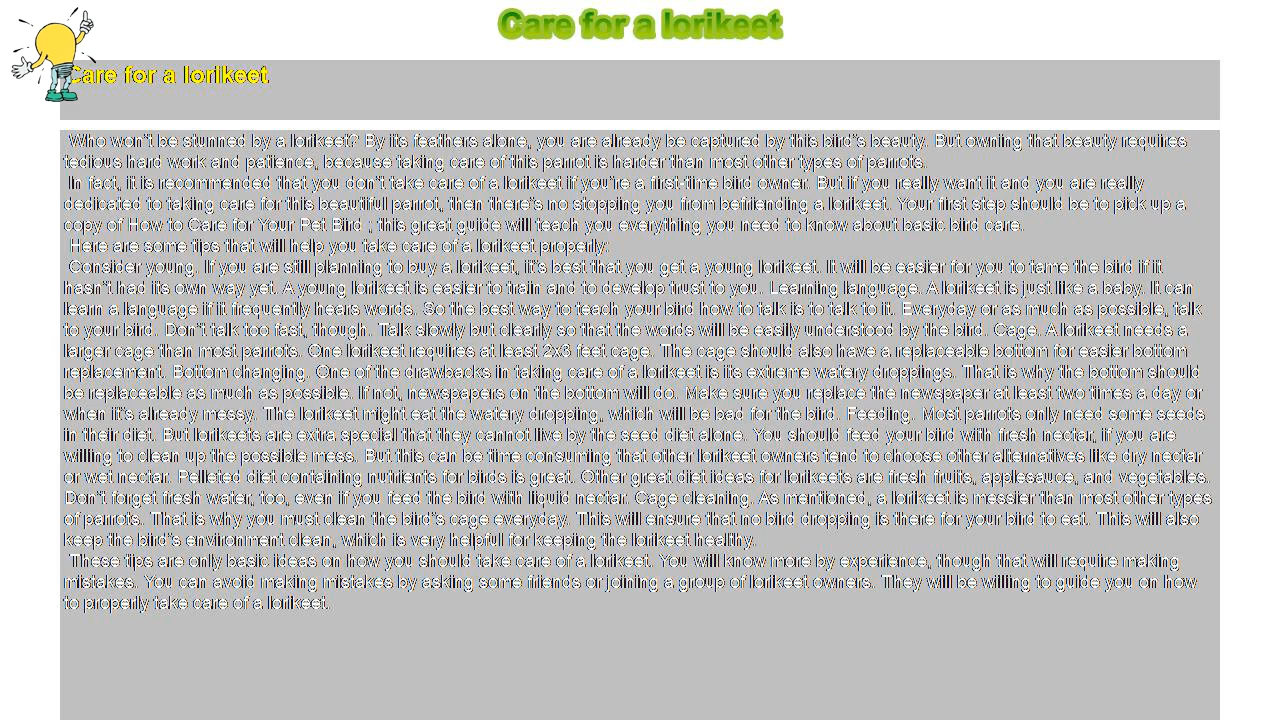 Care for a lorikeet
Care for a lorikeet
Who won't be stunned by a lorikeet? By its feathers alone, you are already be captured by this bird's beauty. But owning that beauty requires
tedious hard work and patience, because taking care of this parrot is harder than most other types of parrots.
In fact, it is recommended that you don't take care of a lorikeet if you're a first-time bird owner. But if you really want it and you are really
dedicated to taking care for this beautiful parrot, then there's no stopping you from befriending a lorikeet. Your first step should be to pick up a
copy of How to Care for Your Pet Bird ; this great guide will teach you everything you need to know about basic bird care.
Here are some tips that will help you take care of a lorikeet properly:
Consider young. If you are still planning to buy a lorikeet, it's best that you get a young lorikeet. It will be easier for you to tame the bird if it
hasn't had its own way yet. A young lorikeet is easier to train and to develop trust to you. Learning language. A lorikeet is just like a baby. It can
learn a language if it frequently hears words. So the best way to teach your bird how to talk is to talk to it. Everyday or as much as possible, talk
to your bird. Don't talk too fast, though. Talk slowly but clearly so that the words will be easily understood by the bird. Cage. A lorikeet needs a
larger cage than most parrots. One lorikeet requires at least 2x3 feet cage. The cage should also have a replaceable bottom for easier bottom
replacement. Bottom changing. One of the drawbacks in taking care of a lorikeet is its extreme watery droppings. That is why the bottom should
be replaceable as much as possible. If not, newspapers on the bottom will do. Make sure you replace the newspaper at least two times a day or
when it's already messy. The lorikeet might eat the watery dropping, which will be bad for the bird. Feeding. Most parrots only need some seeds
in their diet. But lorikeets are extra special that they cannot live by the seed diet alone. You should feed your bird with fresh nectar, if you are
willing to clean up the possible mess. But this can be time consuming that other lorikeet owners tend to choose other alternatives like dry nectar
or wet nectar. Pelleted diet containing nutrients for birds is great. Other great diet ideas for lorikeets are fresh fruits, applesauce, and vegetables.
Don't forget fresh water, too, even if you feed the bird with liquid nectar. Cage cleaning. As mentioned, a lorikeet is messier than most other types
of parrots. That is why you must clean the bird's cage everyday. This will ensure that no bird dropping is there for your bird to eat. This will also
keep the bird's environment clean, which is very helpful for keeping the lorikeet healthy.
These tips are only basic ideas on how you should take care of a lorikeet. You will know more by experience, though that will require making
mistakes. You can avoid making mistakes by asking some friends or joining a group of lorikeet owners. They will be willing to guide you on how
to properly take care of a lorikeet.